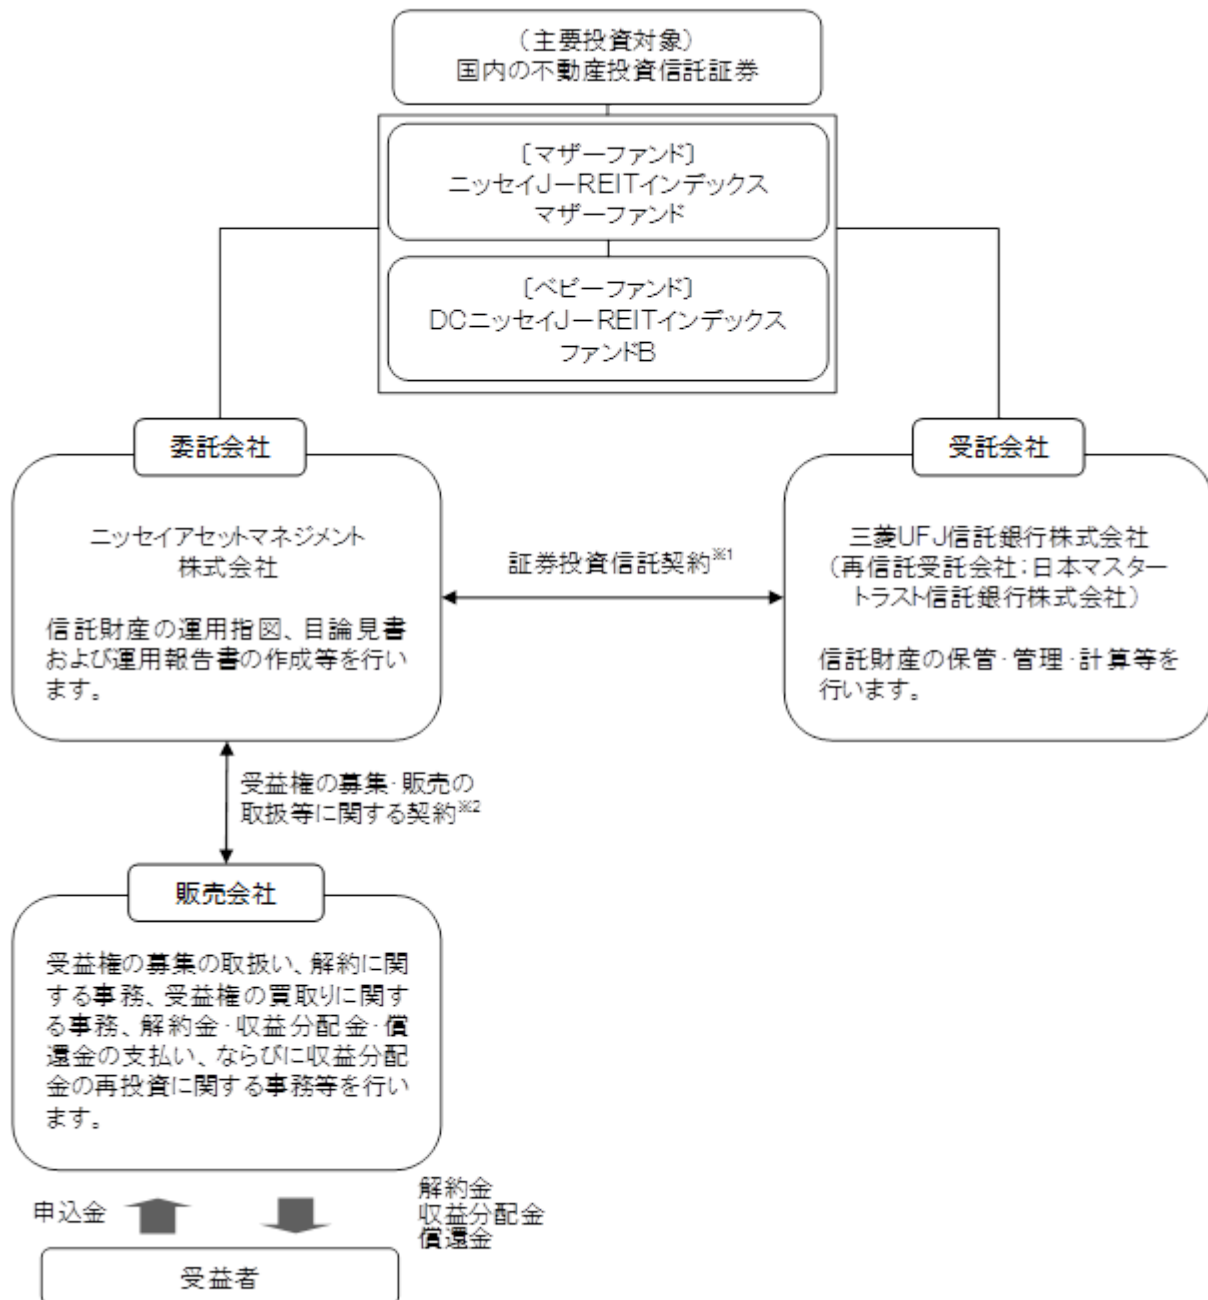 （主要投資対象）
国内の不動産投資信託証券
［マザーファンド］
ニッセイJ－REITインデックス
マザーファンド
［ベビーファンド］
DCニッセイJ－REITインデックス
ファンドB
委託会社
受託会社
ニッセイアセットマネジメント
株式会社
信託財産の運用指図、目論見書
および運用報告書の作成等を行い
ます。
証券投資信託契約※1
三菱UFJ信託銀行株式会社
（再信託受託会社：日本マスター
トラスト信託銀行株式会社）
信託財産の保管・管理・計算等を
行います。
受益権の募集・販売の
取扱等に関する契約※2
販売会社
受益権の募集の取扱い、解約に関
する事務、受益権の買取りに関す
る事務、解約金・収益分配金・償
還金の支払い、ならびに収益分配
金の再投資に関する事務等を行い
ます。
申込金
解約金
収益分配金
償還金
受益者